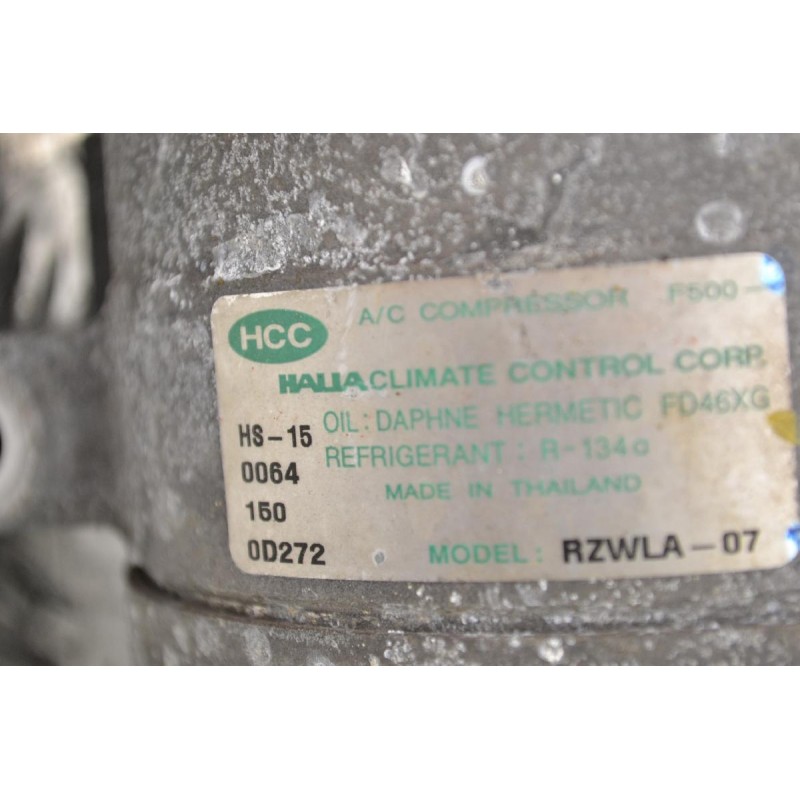 HCC
A/C COMPRESSOR F500-
HALLA CLIMATE CONTROL CORP.
OIL: DAPHNE HERMETIC FD46XG
HS-15
REFRIGERANT: R-134a
0064
MADE IN THAILAND
150
0D272
MODEL: RZWLA-07